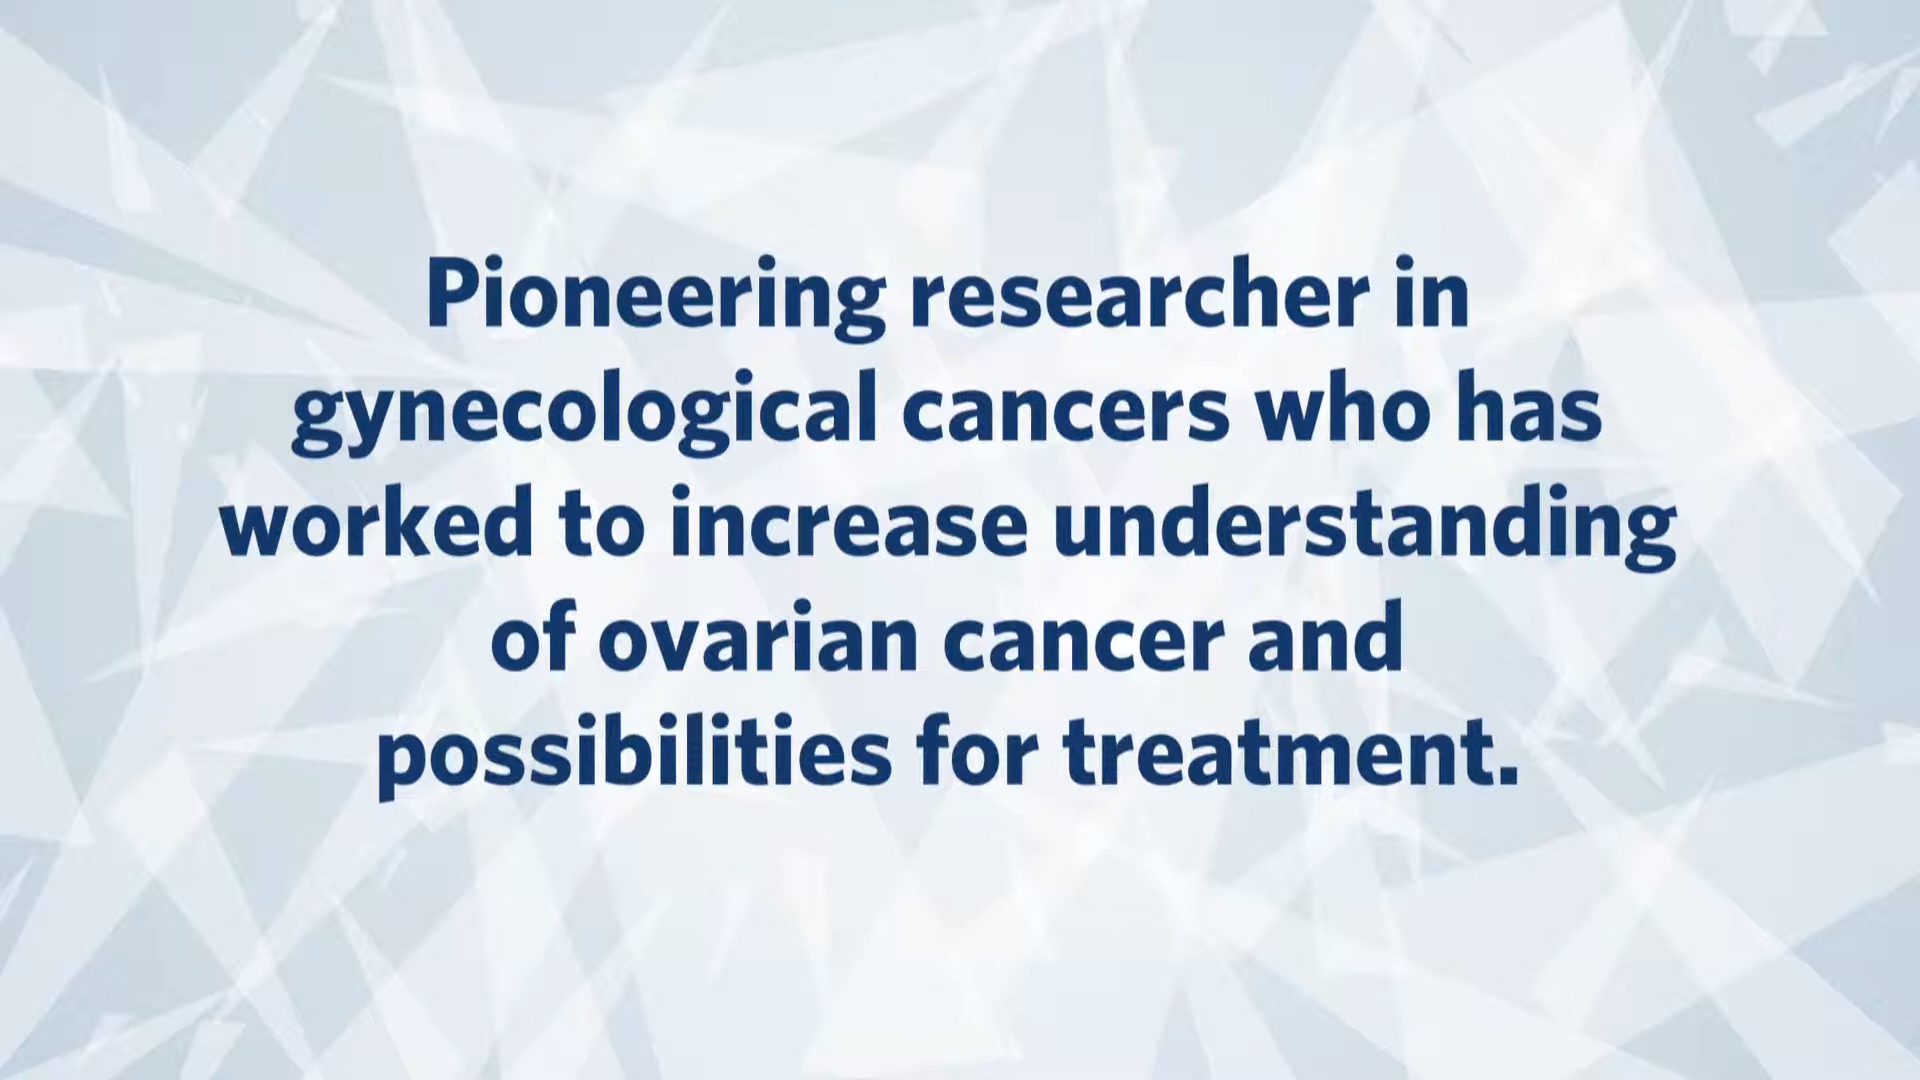 Pioneering researcher in
gynecological cancers who has
worked to increase understanding
of ovarian cancer and
possibilities for treatment.